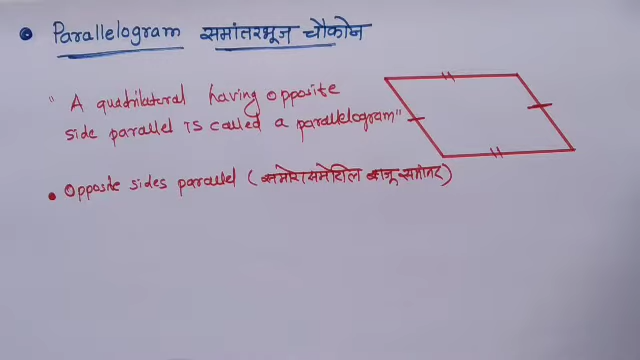 Parallelogram समांतरभूज चौकोन
" A quadrilateral having opposite
side parallel is called a parallelogram"
• Opposite sides parallel (समोरासमोरील बाजू समांतर)